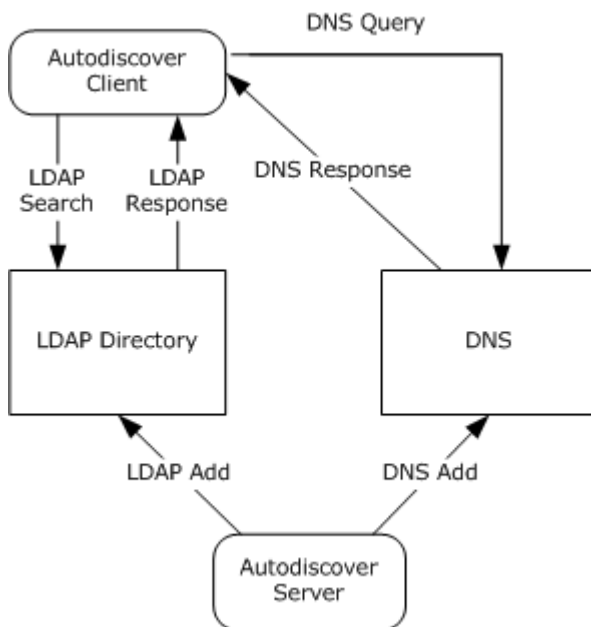 DNS Query
Autodiscover
Client
DNS Response
LDAP
Search
LDAP
Response
LDAP Directory
DNS
LDAP Add
DNS Add
Autodiscover
Server